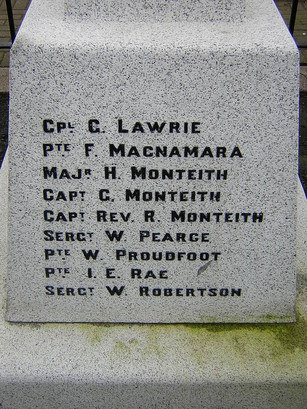 CPL G. LAWRIE
PTE F. MACNAMARA
MAJR H. MONTEITH
CAPT G. MONTEITH
CAPT REV. R. MONTEITH
SERGT W. PEARCE
PTE W. PROUDFOOT
PTE J. E. RAE
SERGT W. ROBERTSON